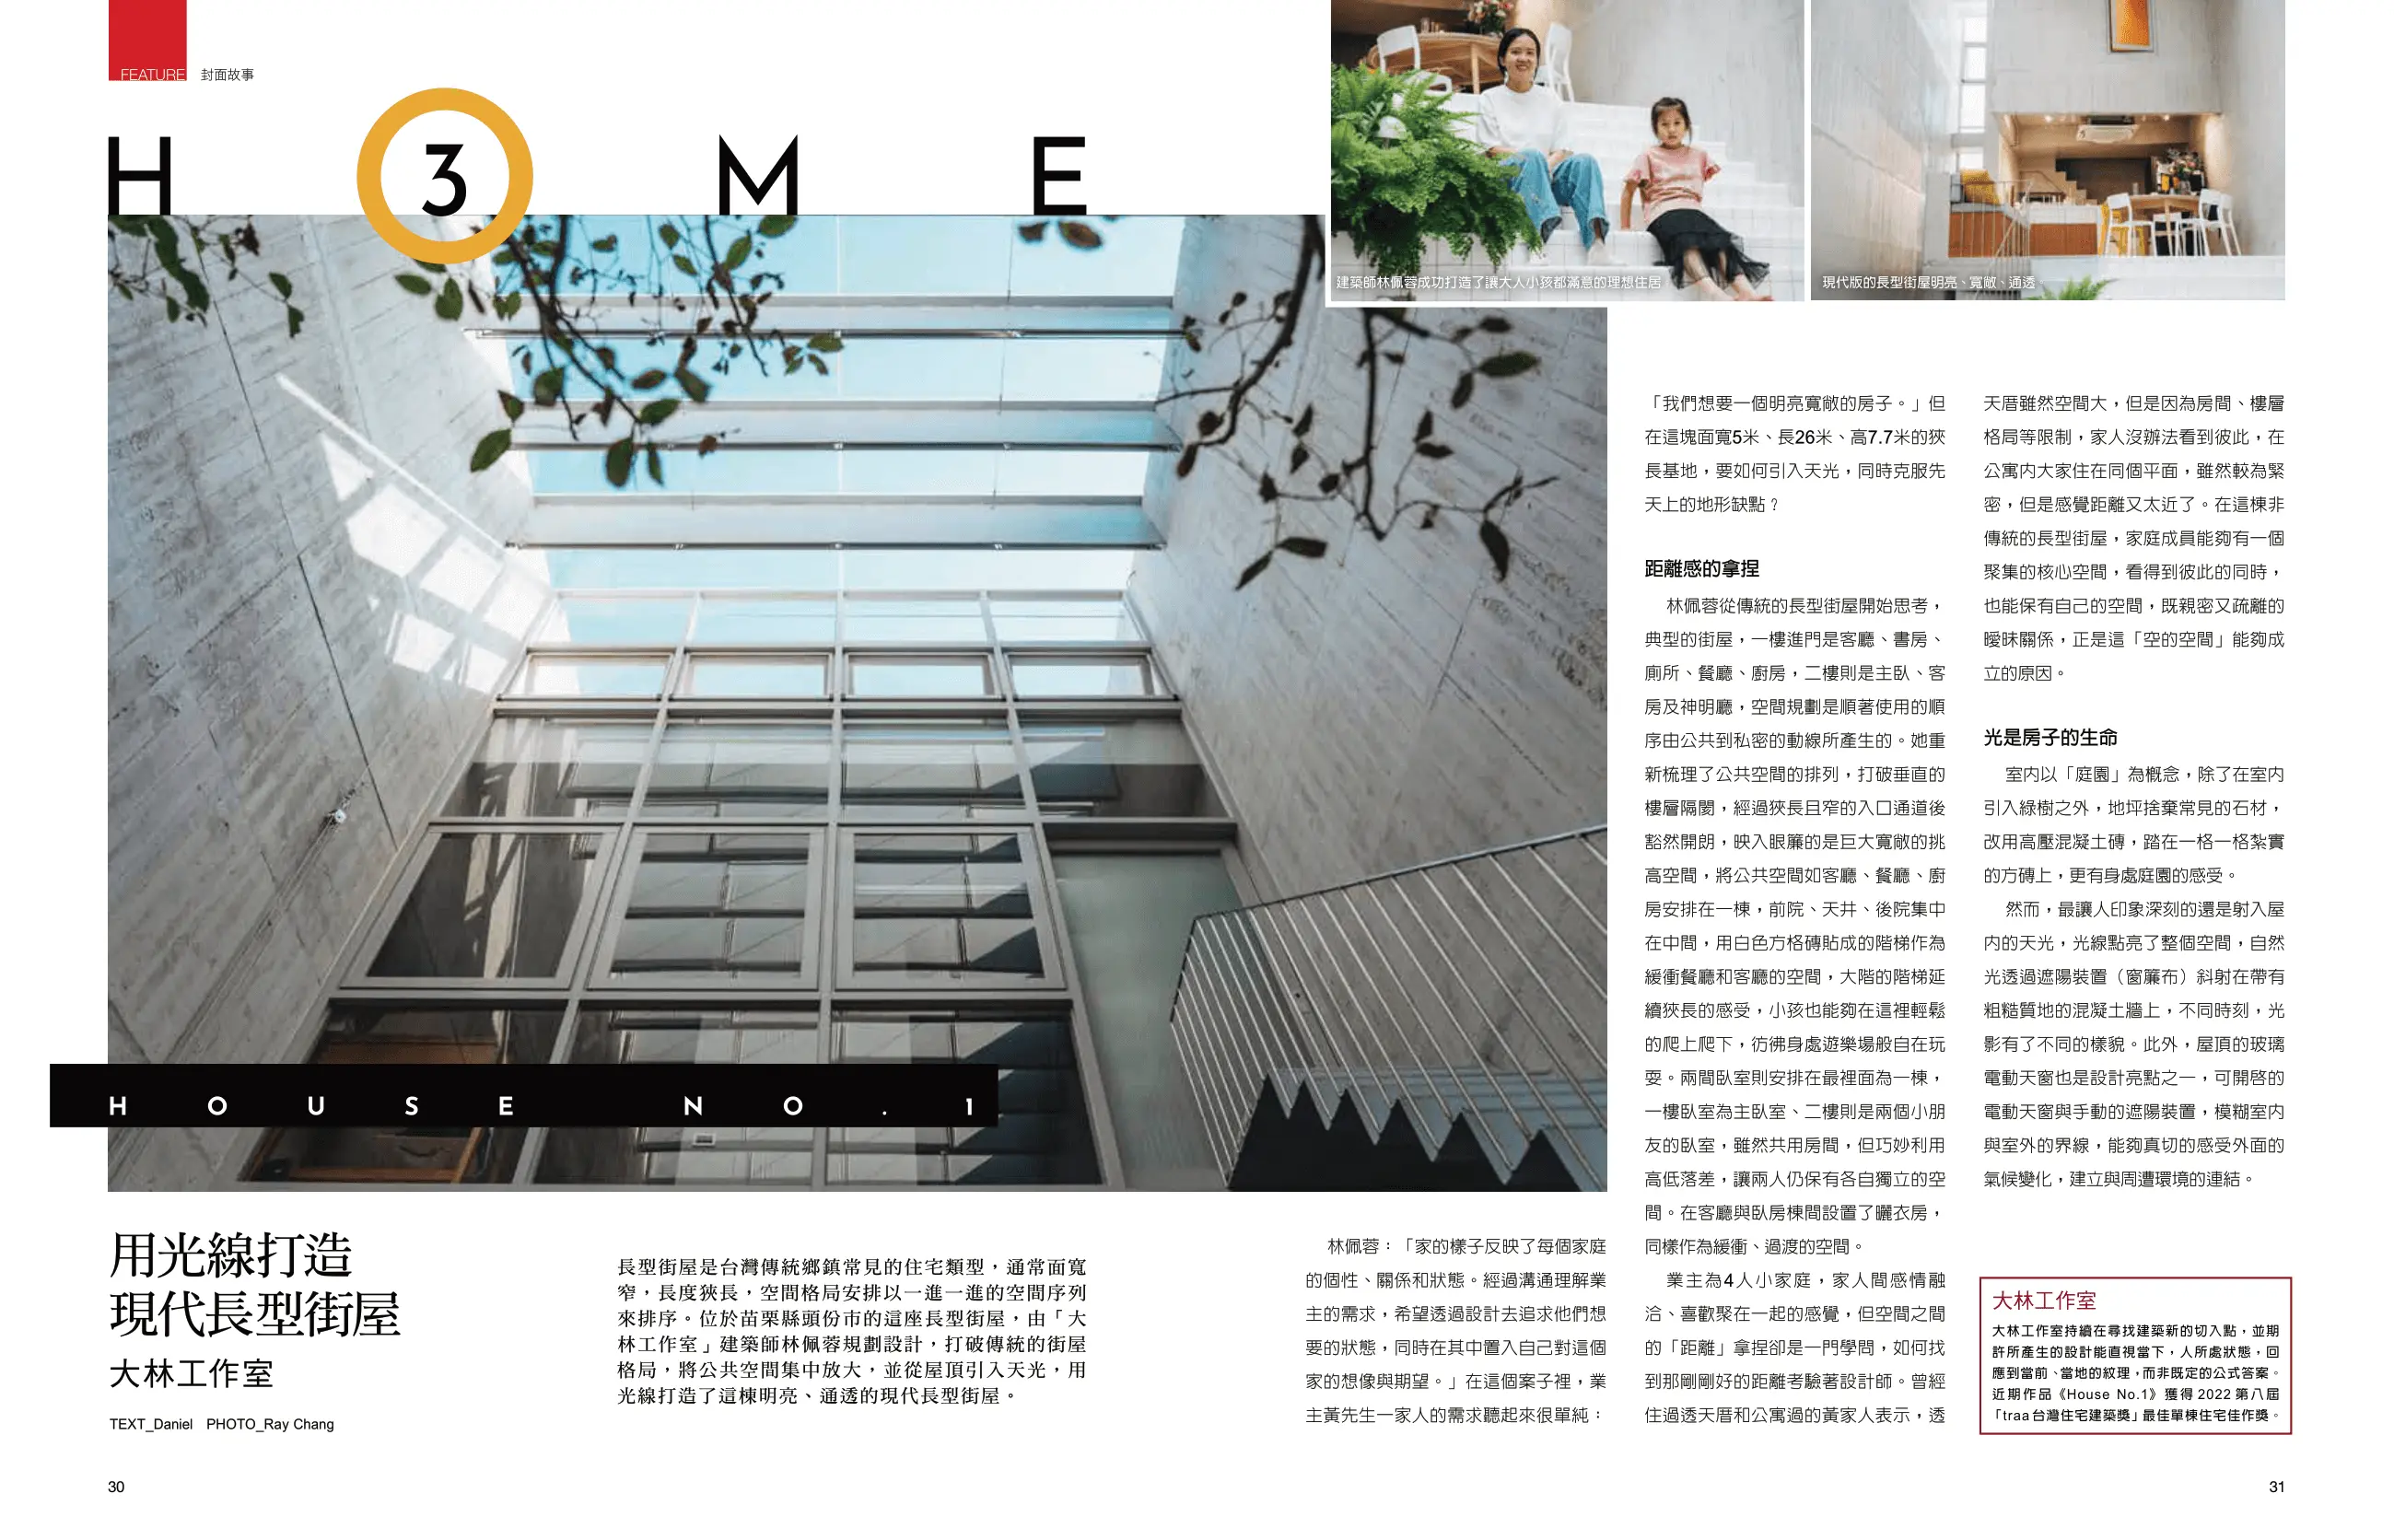 FEATURE 封面故事
H 3 M E
建築師林佩蓉成功打造了讓大人小孩都滿意的理想住居
現代版的長型街屋明亮、寬敞、通透
HOUSE NO.1
用光線打造
現代長型街屋
大林工作室
TEXT_Daniel PHOTO_Ray Chang
長型街屋是台灣傳統鄉鎮常見的住宅類型，通常面寬
窄，長度狹長，空間格局安排以一進一進的空間序列
來排序。位於苗栗縣頭份市的這座長型街屋，由「大
林工作室」建築師林佩蓉規劃設計，打破傳統的街屋
格局，將公共空間集中放大，並從屋頂引入天光，用
光線打造了這棟明亮、通透的現代長型街屋。
林佩蓉：「家的樣子反映了每個家庭
的個性、關係和狀態。經過溝通理解業
主的需求，希望透過設計去追求他們想
要的狀態，同時在其中置入自己對這個
家的想像與期望。」在這個案子裡，業
主黃先生一家人的需求聽起來很單純：
「我們想要一個明亮寬敞的房子。」但
在這塊面寬5米、長26米、高7.7米的狹
長基地，要如何引入天光，同時克服先
天上的地形缺點？
距離感的拿捏
林佩蓉從傳統的長型街屋開始思考，
典型的街屋，一樓進門是客廳、書房、
廁所、餐廳、廚房，二樓則是主臥、客
房及神明廳，空間規劃是順著使用的順
序由公共到私密的動線所產生的。她重
新梳理了公共空間的排列，打破垂直的
樓層隔閡，經過狹長且窄的入口通道後
豁然開朗，映入眼簾的是巨大寬敞的挑
高空間，將公共空間如客廳、餐廳、廚
房安排在一棟，前院、天井、後院集中
在中間，用白色方格磚貼成的階梯作為
緩衝餐廳和客廳的空間，大階的階梯延
續狹長的感受，小孩也能夠在這裡輕鬆
的爬上爬下，彷彿身處遊樂場般自在玩
耍。兩間臥室則安排在最裡面為一棟，
一樓臥室為主臥室、二樓則是兩個小朋
友的臥室，雖然共用房間，但巧妙利用
高低落差，讓兩人仍保有各自獨立的空
間。在客廳與臥房棟間設置了曬衣房，
同樣作為緩衝、過渡的空間。
業主為4人小家庭，家人間感情融
洽、喜歡聚在一起的感覺，但空間之間
的「距離」拿捏卻是一門學問，如何找
到那剛剛好的距離考驗著設計師。曾經
住過透天厝和公寓過的黃家人表示，透
天厝雖然空間大，但是因為房間、樓層
格局等限制，家人沒辦法看到彼此，在
公寓內大家住在同個平面，雖然較為緊
密，但是感覺距離又太近了。在這棟非
傳統的長型街屋，家庭成員能夠有一個
聚集的核心空間，看得到彼此的同時，
也能保有自己的空間，既親密又疏離的
曖昧關係，正是這「空的空間」能夠成
立的原因。
光是房子的生命
室內以「庭園」為概念，除了在室內
引入綠樹之外，地坪捨棄常見的石材，
改用高壓混凝土磚，踏在一格一格紮實
的方磚上，更有身處庭園的感受。
然而，最讓人印象深刻的還是射入屋
內的天光，光線點亮了整個空間，自然
光透過遮陽裝置（窗簾布）斜射在帶有
粗糙質地的混凝土牆上，不同時刻，光
影有了不同的樣貌。此外，屋頂的玻璃
電動天窗也是設計亮點之一，可開啓的
電動天窗與手動的遮陽裝置，模糊室內
與室外的界線，能夠真切的感受外面的
氣候變化，建立與周遭環境的連結。
大林工作室
大林工作室持續在尋找建築新的切入點，並期
許所產生的設計能直視當下，人所處狀態，回
應到當前、當地的紋理，而非既定的公式答案。
近期作品《House No.1》獲得 2022 第八屆
「traa 台灣住宅建築獎」最佳單棟住宅佳作獎。
30
31